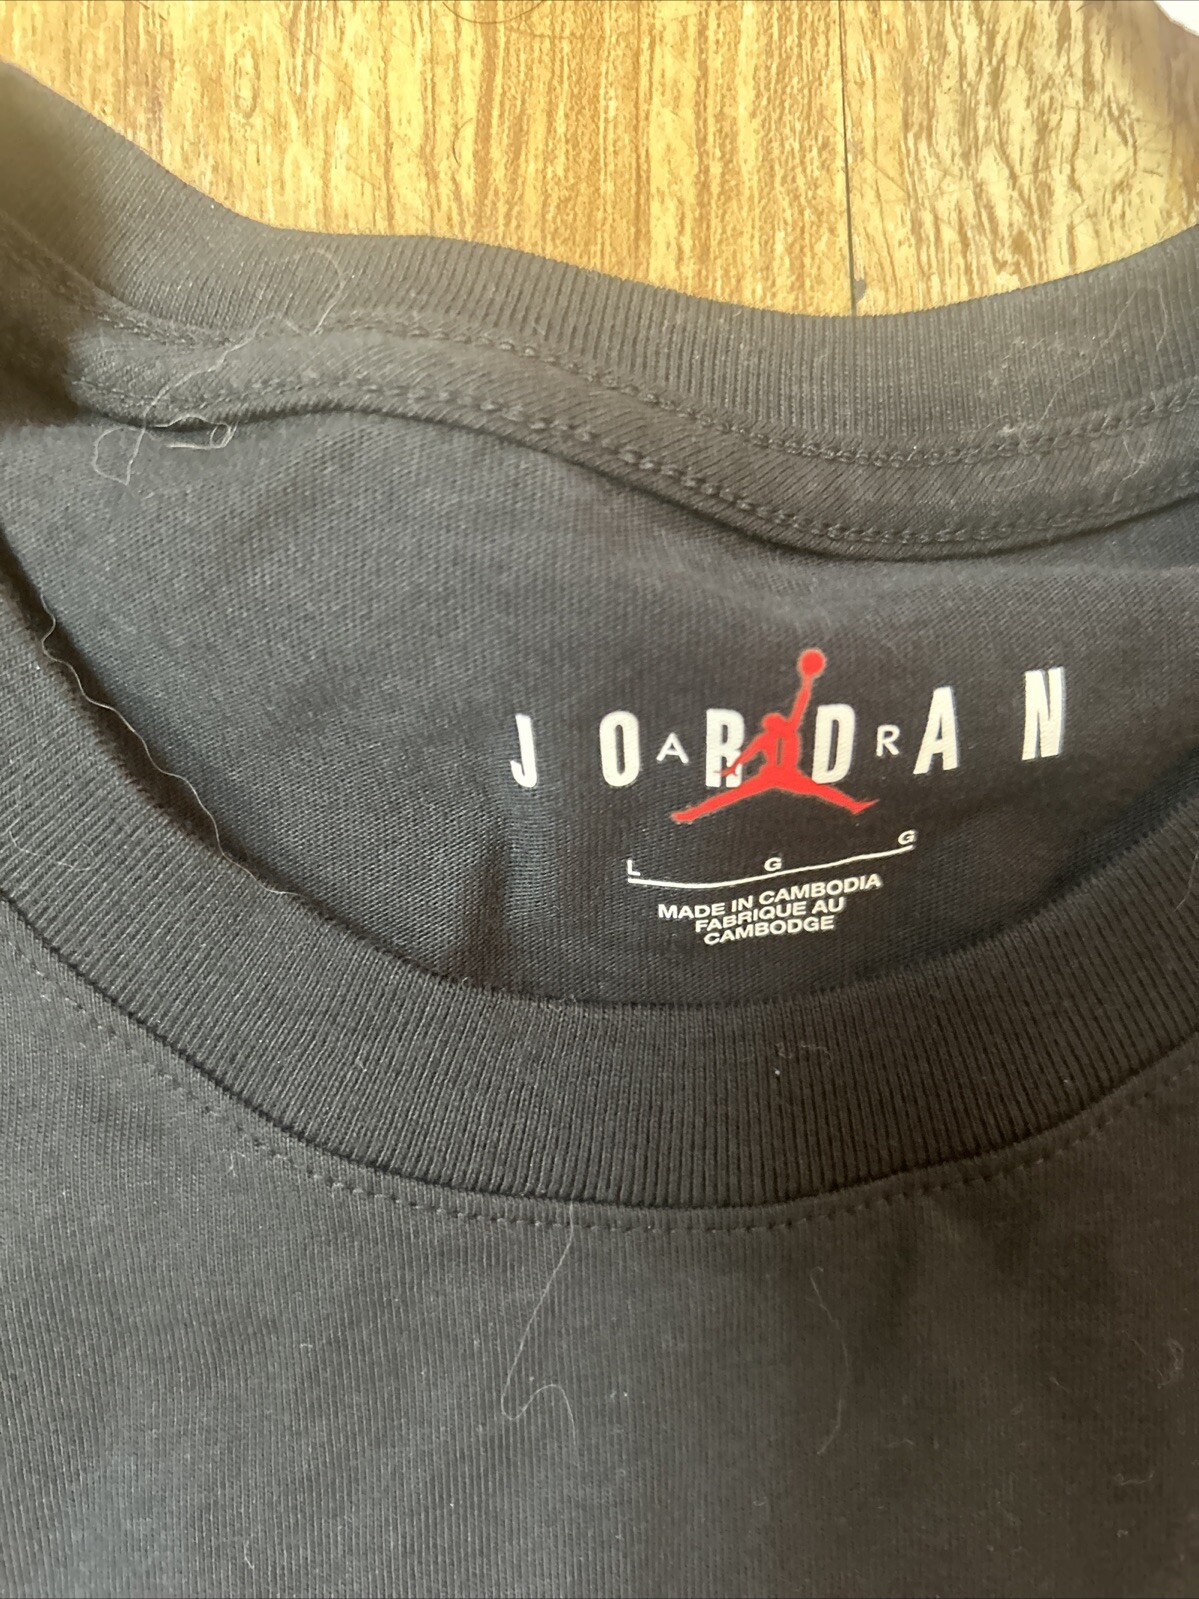 JORDAN
A R
L G G
MADE IN CAMBODIA
FABRIQUE AU
CAMBODGE